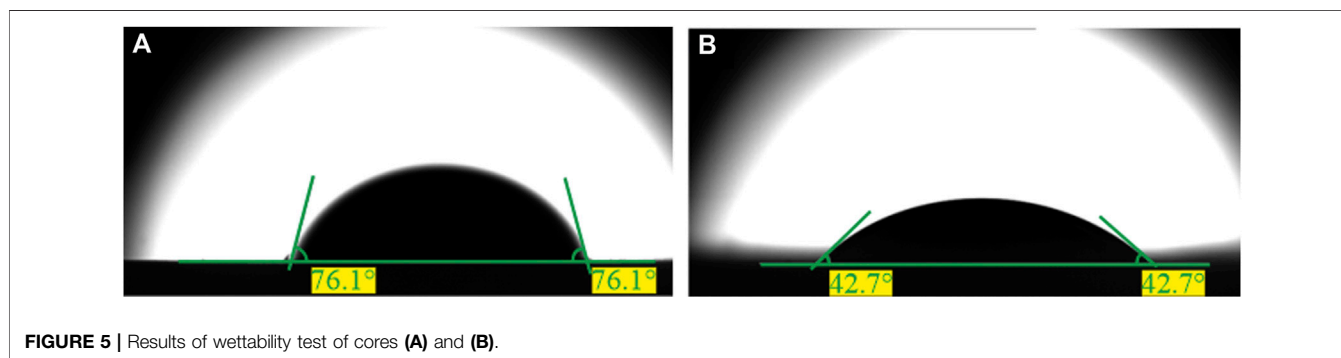 A
B
76.1° 76.1°
42.7° 42.7°
FIGURE 5 | Results of wettability test of cores (A) and (B).